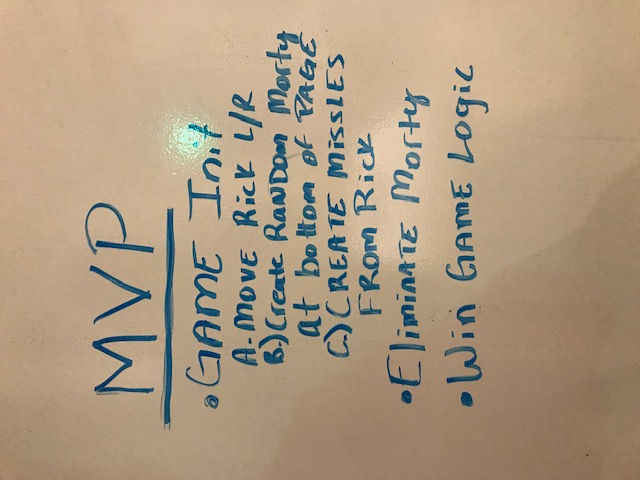 MVP
• GAME Init
A. MOVE Rick L/R
B.) Create RANDOM Morty
at bottom of PAGE
C.) CREATE MISSLES
FROM Rick
• EliMINATE Morty
• Win GAME Logic